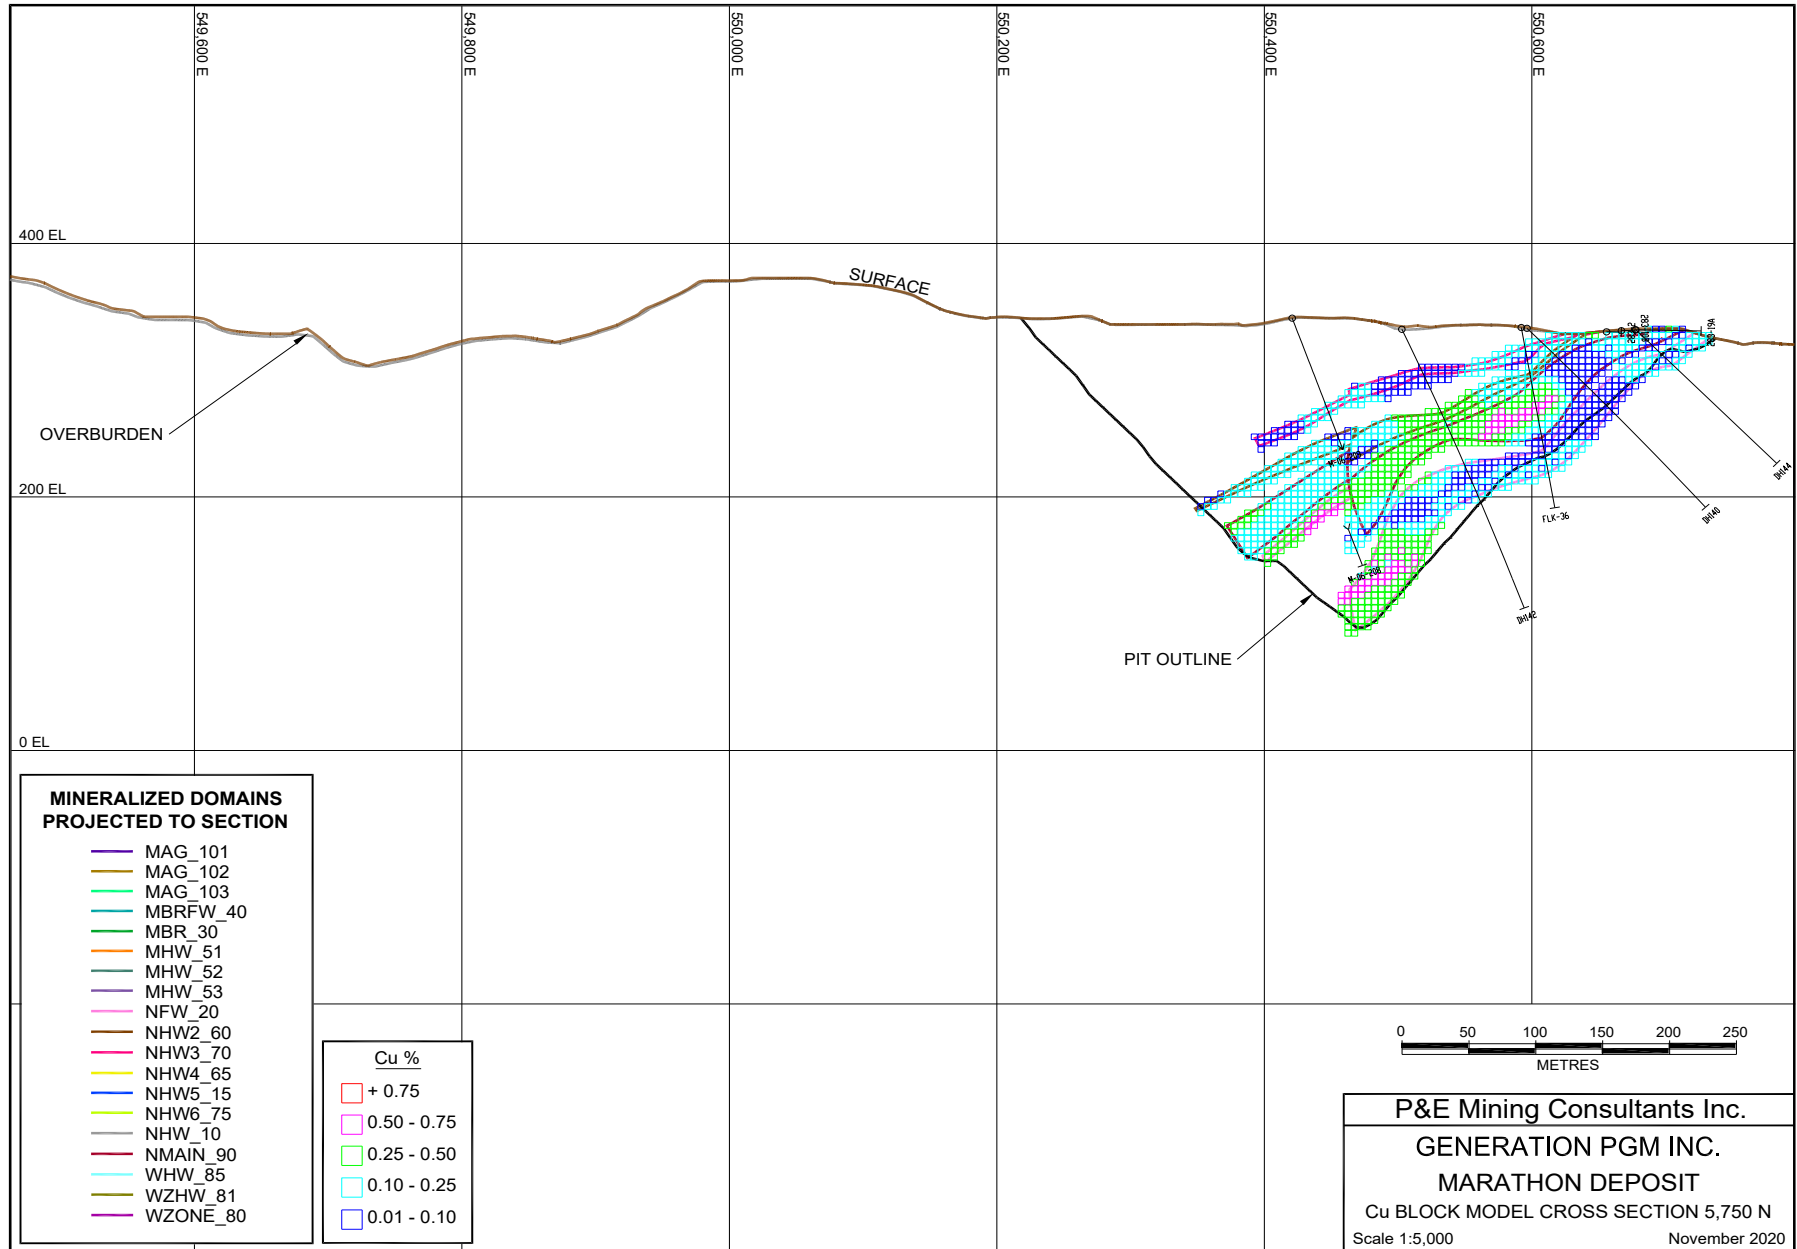 549,600 E
549,800 E
550,000 E
550,200 E
550,400 E
550,600 E
400 EL
SURFACE
OVERBURDEN
200 EL
M-06-208
FLK-36
DH140
DH144
DH142
PIT OUTLINE
0 EL
MINERALIZED DOMAINS
PROJECTED TO SECTION
MAG_101
MAG_102
MAG_103
MBRFW_40
MBR_30
MHW_51
MHW_52
MHW_53
NFW_20
NHW2_60
NHW3_70
NHW4_65
NHW5_15
NHW6_75
NHW_10
NMAIN_90
WHW_85
WZHW_81
WZONE_80
Cu %
+ 0.75
0.50 - 0.75
0.25 - 0.50
0.10 - 0.25
0.01 - 0.10
0 50 100 150 200 250
METRES
P&E Mining Consultants Inc.
GENERATION PGM INC.
MARATHON DEPOSIT
Cu BLOCK MODEL CROSS SECTION 5,750 N
Scale 1:5,000 November 2020